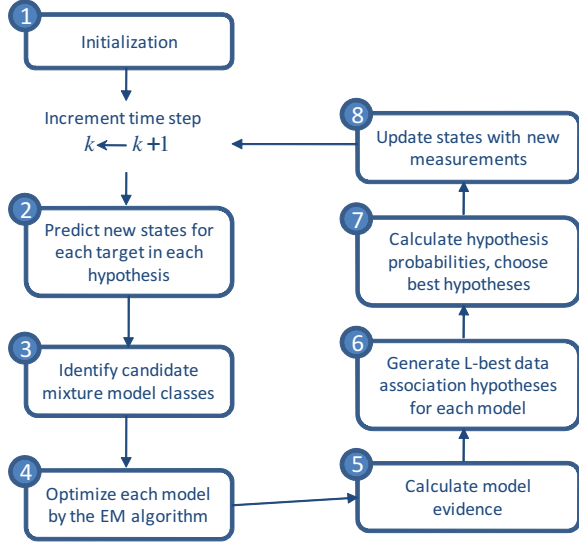 1
Initialization
Increment time step
k ← k+1
2
Predict new states for
each target in each
hypothesis
3
Identify candidate
mixture model classes
4
Optimize each model
by the EM algorithm
5
Calculate model
evidence
6
Generate L-best data
association hypotheses
for each model
7
Calculate hypothesis
probabilities, choose
best hypotheses
8
Update states with new
measurements